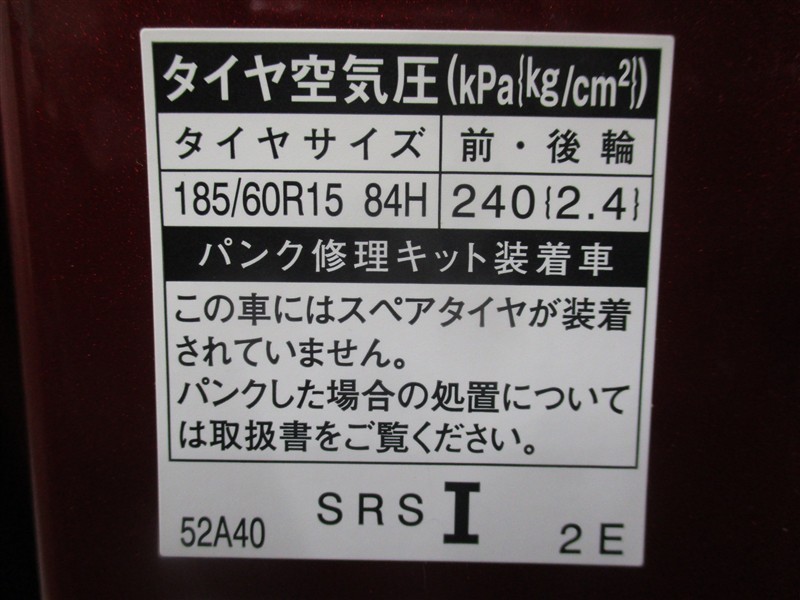 タイヤ空気圧(kPa{kg/cm²})
タイヤサイズ 前・後輪
185/60R15 84H 240{2.4}
パンク修理キット装着車
この車にはスペアタイヤが装着
されていません。
パンクした場合の処置について
は取扱書をご覧ください。
52A40 SRS I 2E